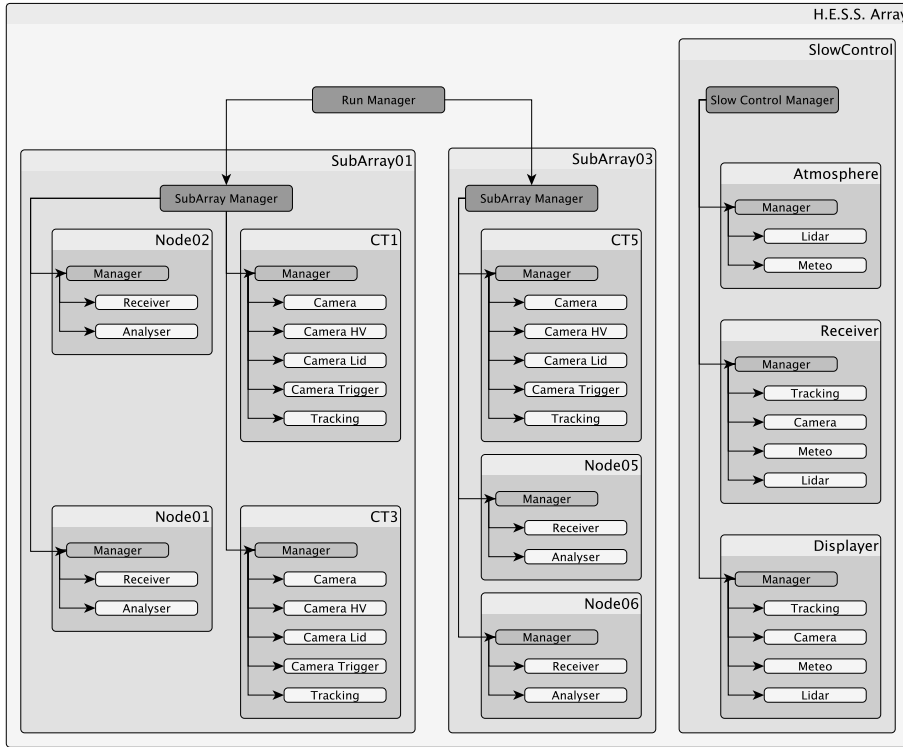 H.E.S.S. Array
Run Manager
SubArray01
SubArray Manager
Node02
Manager
Receiver
Analyser
CT1
Manager
Camera
Camera HV
Camera Lid
Camera Trigger
Tracking
Node01
Manager
Receiver
Analyser
CT3
Manager
Camera
Camera HV
Camera Lid
Camera Trigger
Tracking
SubArray03
SubArray Manager
CT5
Manager
Camera
Camera HV
Camera Lid
Camera Trigger
Tracking
Node05
Manager
Receiver
Analyser
Node06
Manager
Receiver
Analyser
SlowControl
Slow Control Manager
Atmosphere
Manager
Lidar
Meteo
Receiver
Manager
Tracking
Camera
Meteo
Lidar
Displayer
Manager
Tracking
Camera
Meteo
Lidar